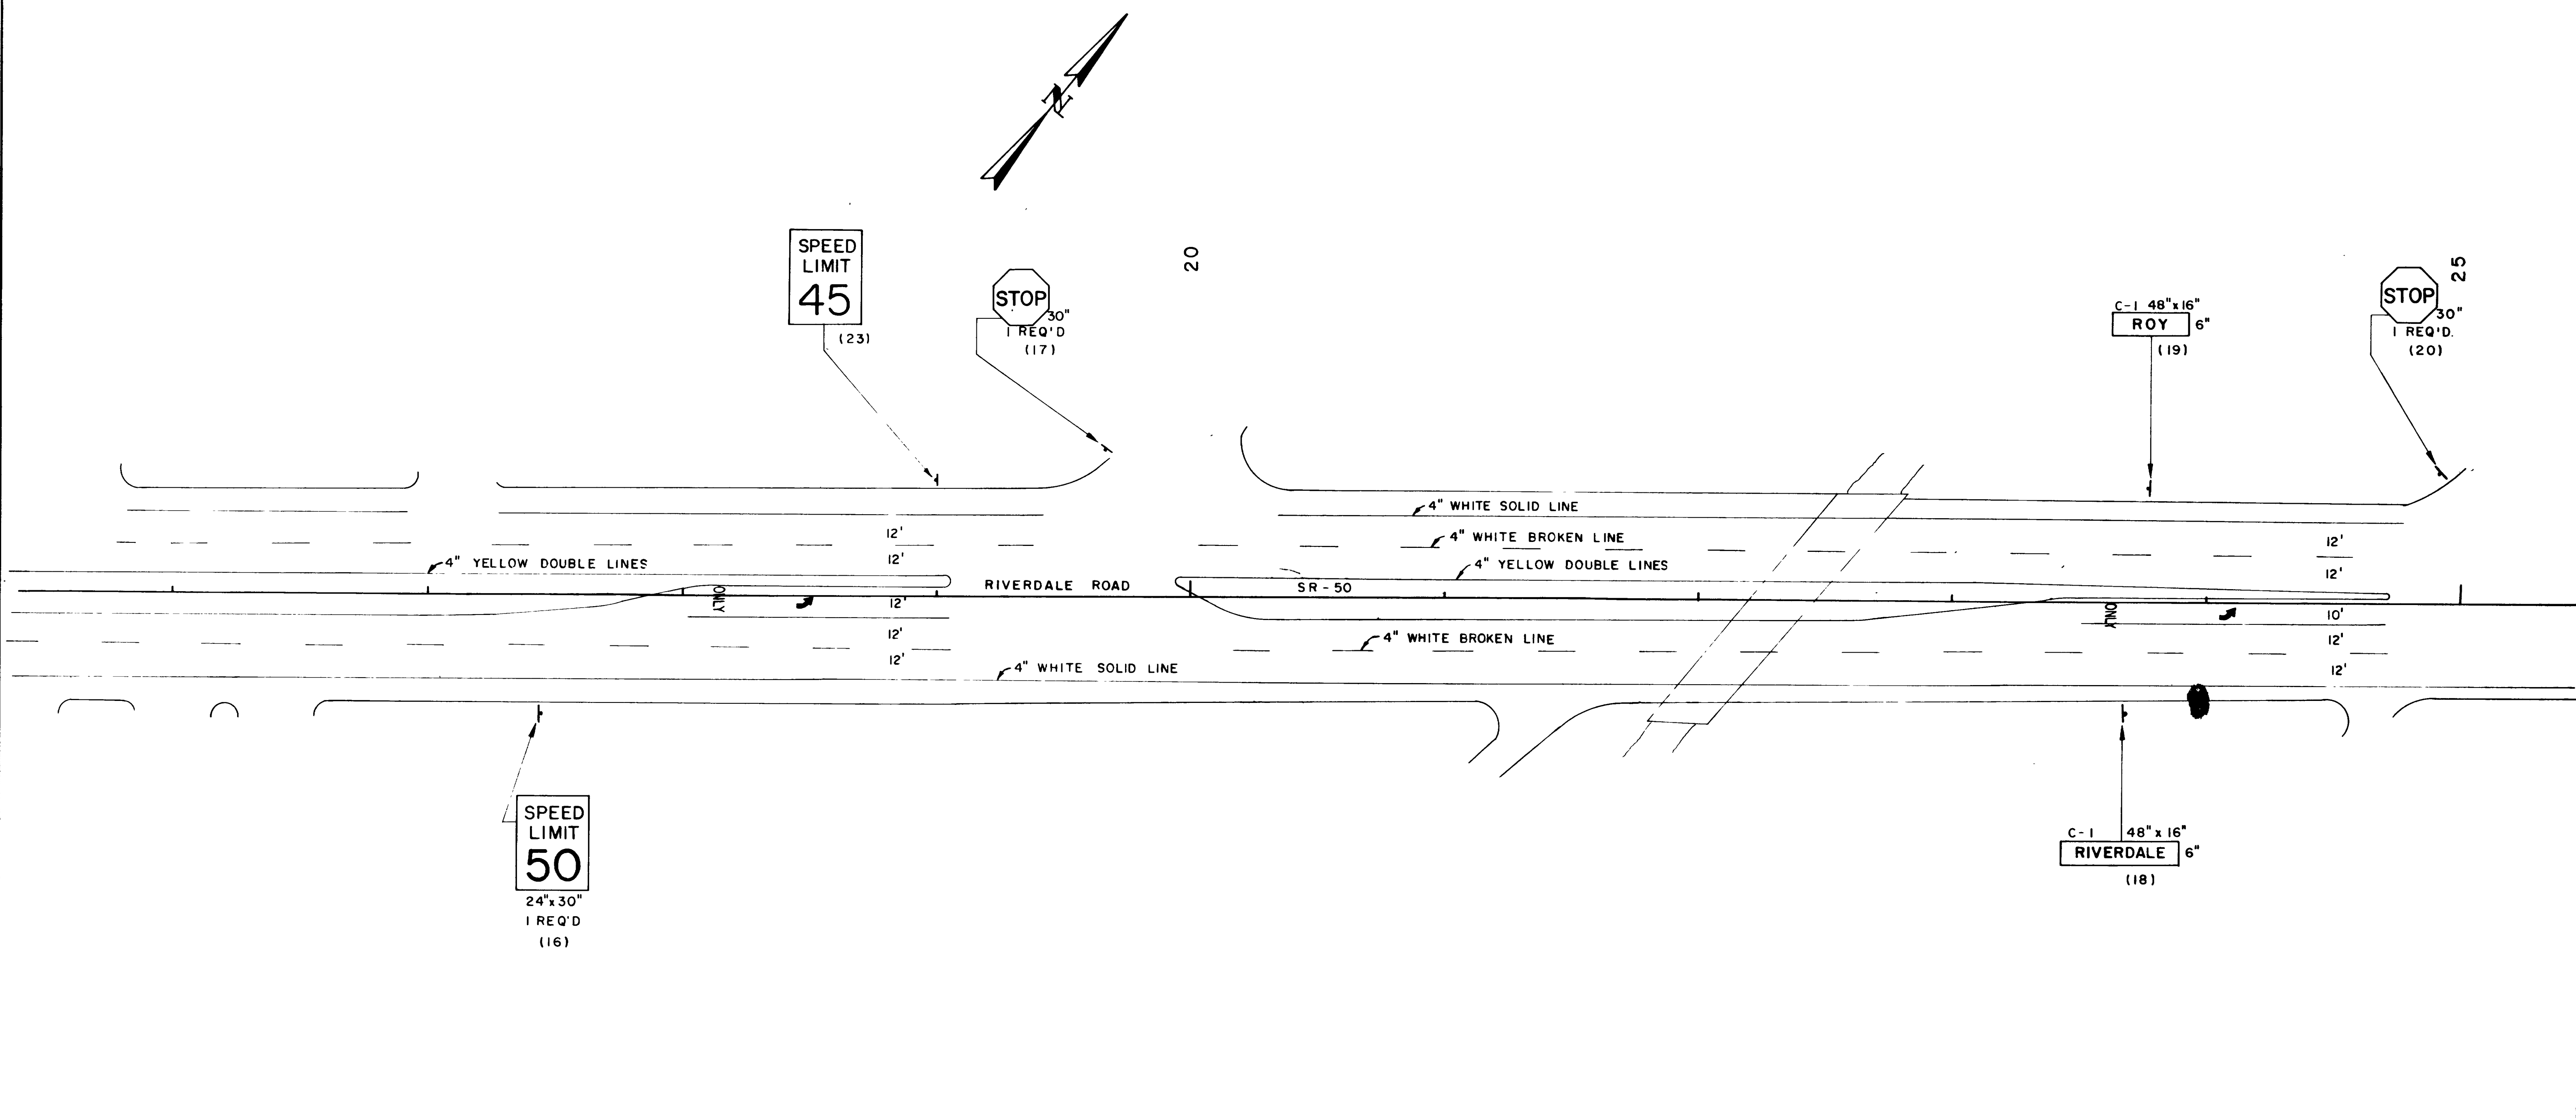 N
SPEED
LIMIT
45
(23)
STOP
30"
1 REQ'D
(17)
20
C-1 48"x16"
ROY 6"
(19)
STOP
30"
1 REQ'D.
(20)
25
4" WHITE SOLID LINE
12'
4" WHITE BROKEN LINE
12'
12'
4" YELLOW DOUBLE LINES
12'
4" YELLOW DOUBLE LINES
12'
RIVERDALE ROAD
SR-50
ONLY
12'
ONLY
10'
12'
4" WHITE BROKEN LINE
12'
12'
4" WHITE SOLID LINE
12'
SPEED
LIMIT
50
24"x30"
1 REQ'D
(16)
C-1 48"x16"
RIVERDALE 6"
(18)